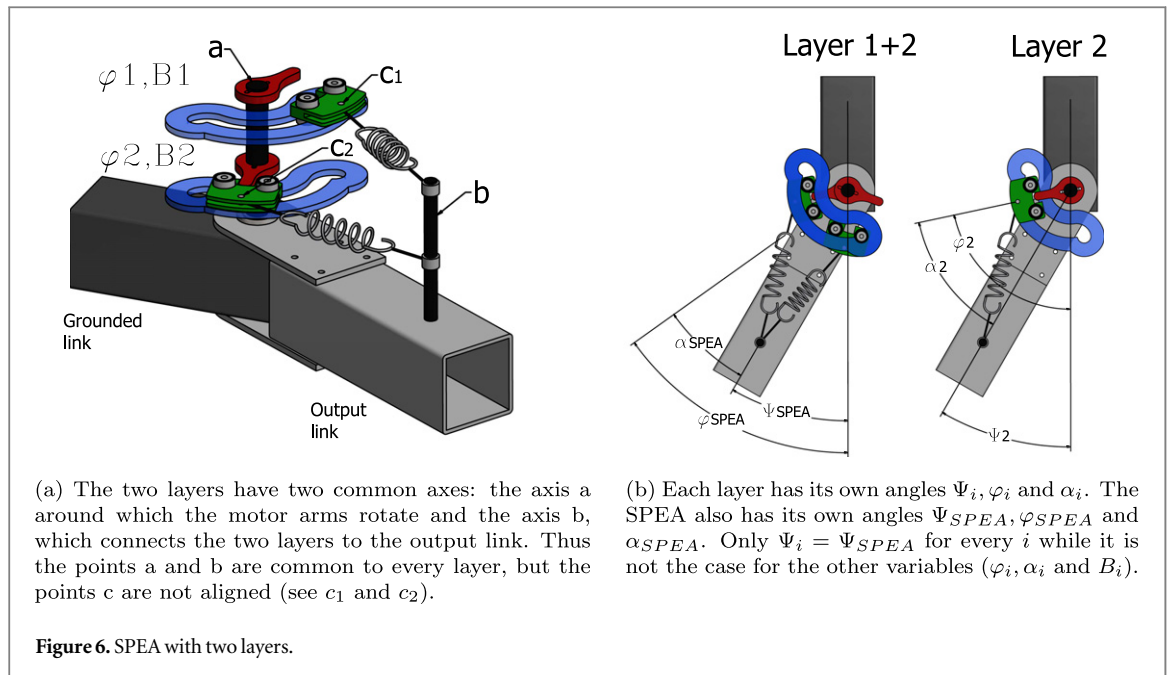 a
φ1,B1
C1
φ2,B2
C2
b
Grounded
link
Output
link
Layer 1+2
Layer 2
αSPEA
ΨSPEA
φSPEA
φ2
α2
Ψ2
(a) The two layers have two common axes: the axis a
around which the motor arms rotate and the axis b,
which connects the two layers to the output link. Thus
the points a and b are common to every layer, but the
points c are not aligned (see c₁ and c₂).
(b) Each layer has its own angles Ψᵢ, φᵢ and αᵢ. The
SPEA also has its own angles Ψ_SPEA, φ_SPEA and
α_SPEA. Only Ψᵢ = Ψ_SPEA for every i while it is
not the case for the other variables (φᵢ, αᵢ and Bᵢ).
Figure 6. SPEA with two layers.